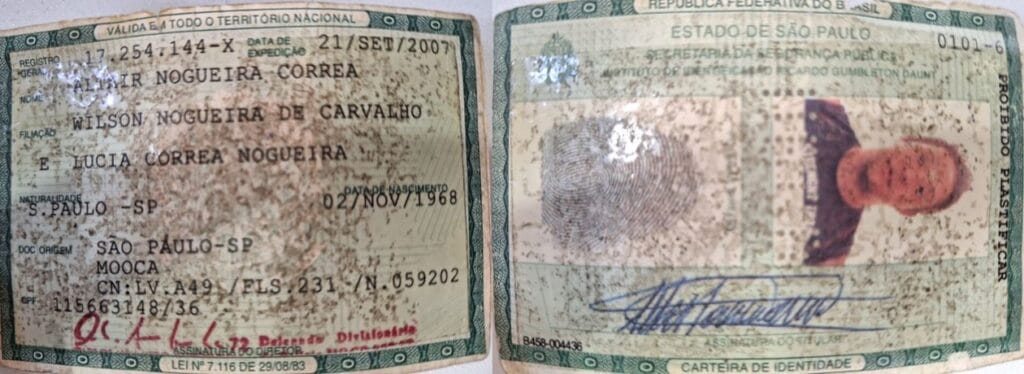 VÁLIDA EM TODO O TERRITÓRIO NACIONAL
REGISTRO GERAL 17.254.144-X DATA DE EXPEDIÇÃO 21/SET/2007
NOME ALTAIR NOGUEIRA CORREA
FILIAÇÃO WILSON NOGUEIRA DE CARVALHO
E LUCIA CORREA NOGUEIRA
NATURALIDADE DATA DE NASCIMENTO
S.PAULO -SP 02/NOV/1968
DOC ORIGEM SÃO PAULO-SP
MOOCA
CN:LV.A49 /FLS.231 /N.059202
CPF 115663148/36
Delegado Divisionário
ASSINATURA DO DIRETOR
LEI Nº 7.116 DE 29/08/83
REPÚBLICA FEDERATIVA DO BRASIL
ESTADO DE SÃO PAULO
0101-6
SECRETARIA DA SEGURANÇA PÚBLICA
INSTITUTO DE IDENTIFICAÇÃO RICARDO GUMBLETON DAUNT
PROIBIDO PLASTIFICAR
B458-004436
ASSINATURA DO TITULAR
CARTEIRA DE IDENTIDADE